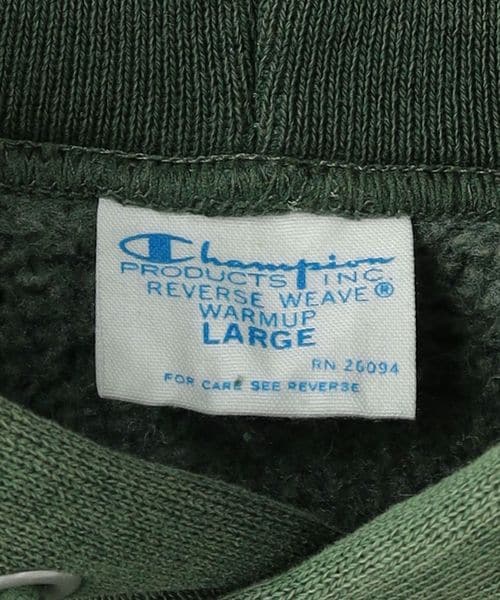 Champion
PRODUCTS INC.
REVERSE WEAVE®
WARMUP
LARGE
RN 26094
FOR CARE SEE REVERSE